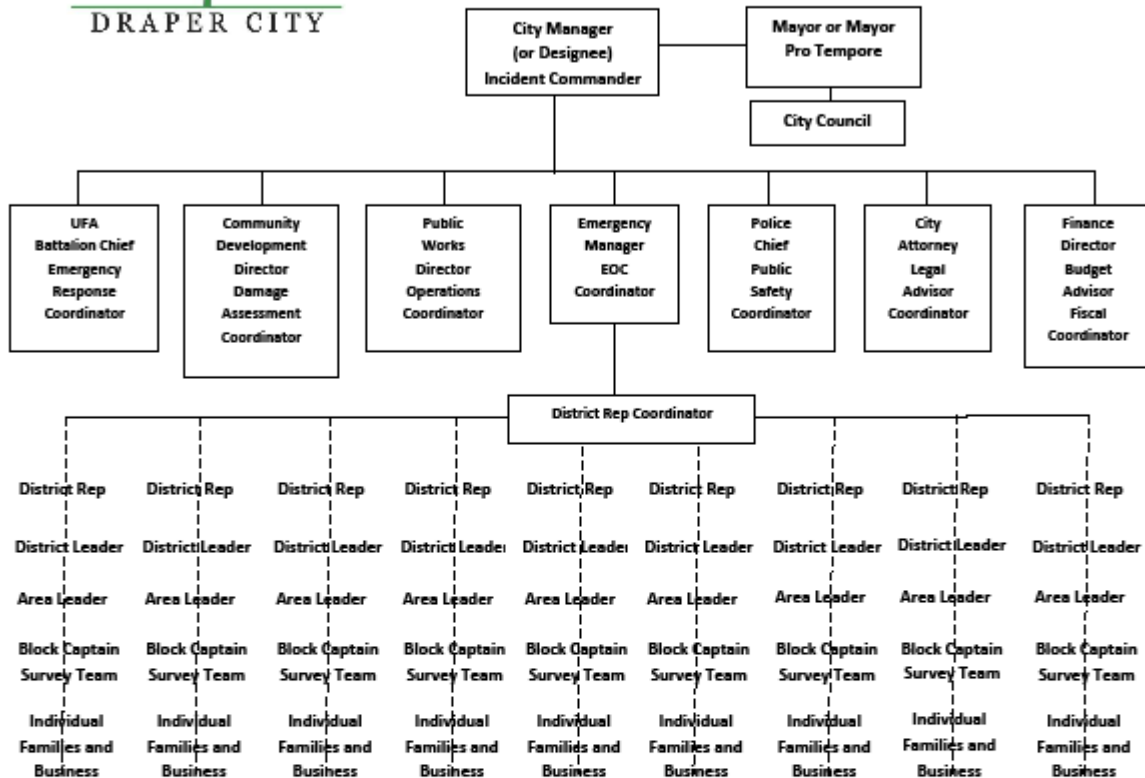 DRAPER CITY
City Manager
(or Designee)
Incident Commander
Mayor or Mayor
Pro Tempore
City Council
UFA
Battalion Chief
Emergency
Response
Coordinator
Community
Development
Director
Damage
Assessment
Coordinator
Public
Works
Director
Operations
Coordinator
Emergency
Manager
EOC
Coordinator
Police
Chief
Public
Safety
Coordinator
City
Attorney
Legal
Advisor
Coordinator
Finance
Director
Budget
Advisor
Fiscal
Coordinator
District Rep Coordinator
District Rep District Rep District Rep District Rep District Rep District Rep District Rep District Rep District Rep
District Leader District Leader District Leader District Leader District Leader District Leader District Leader District Leader District Leader
Area Leader Area Leader Area Leader Area Leader Area Leader Area Leader Area Leader Area Leader Area Leader
Block Captain Block Captain Block Captain Block Captain Block Captain Block Captain Block Captain Block Captain Block Captain
Survey Team Survey Team Survey Team Survey Team Survey Team Survey Team Survey Team Survey Team Survey Team
Individual Individual Individual Individual Individual Individual Individual Individual Individual
Families and Families and Families and Families and Families and Families and Families and Families and Families and
Business Business Business Business Business Business Business Business Business